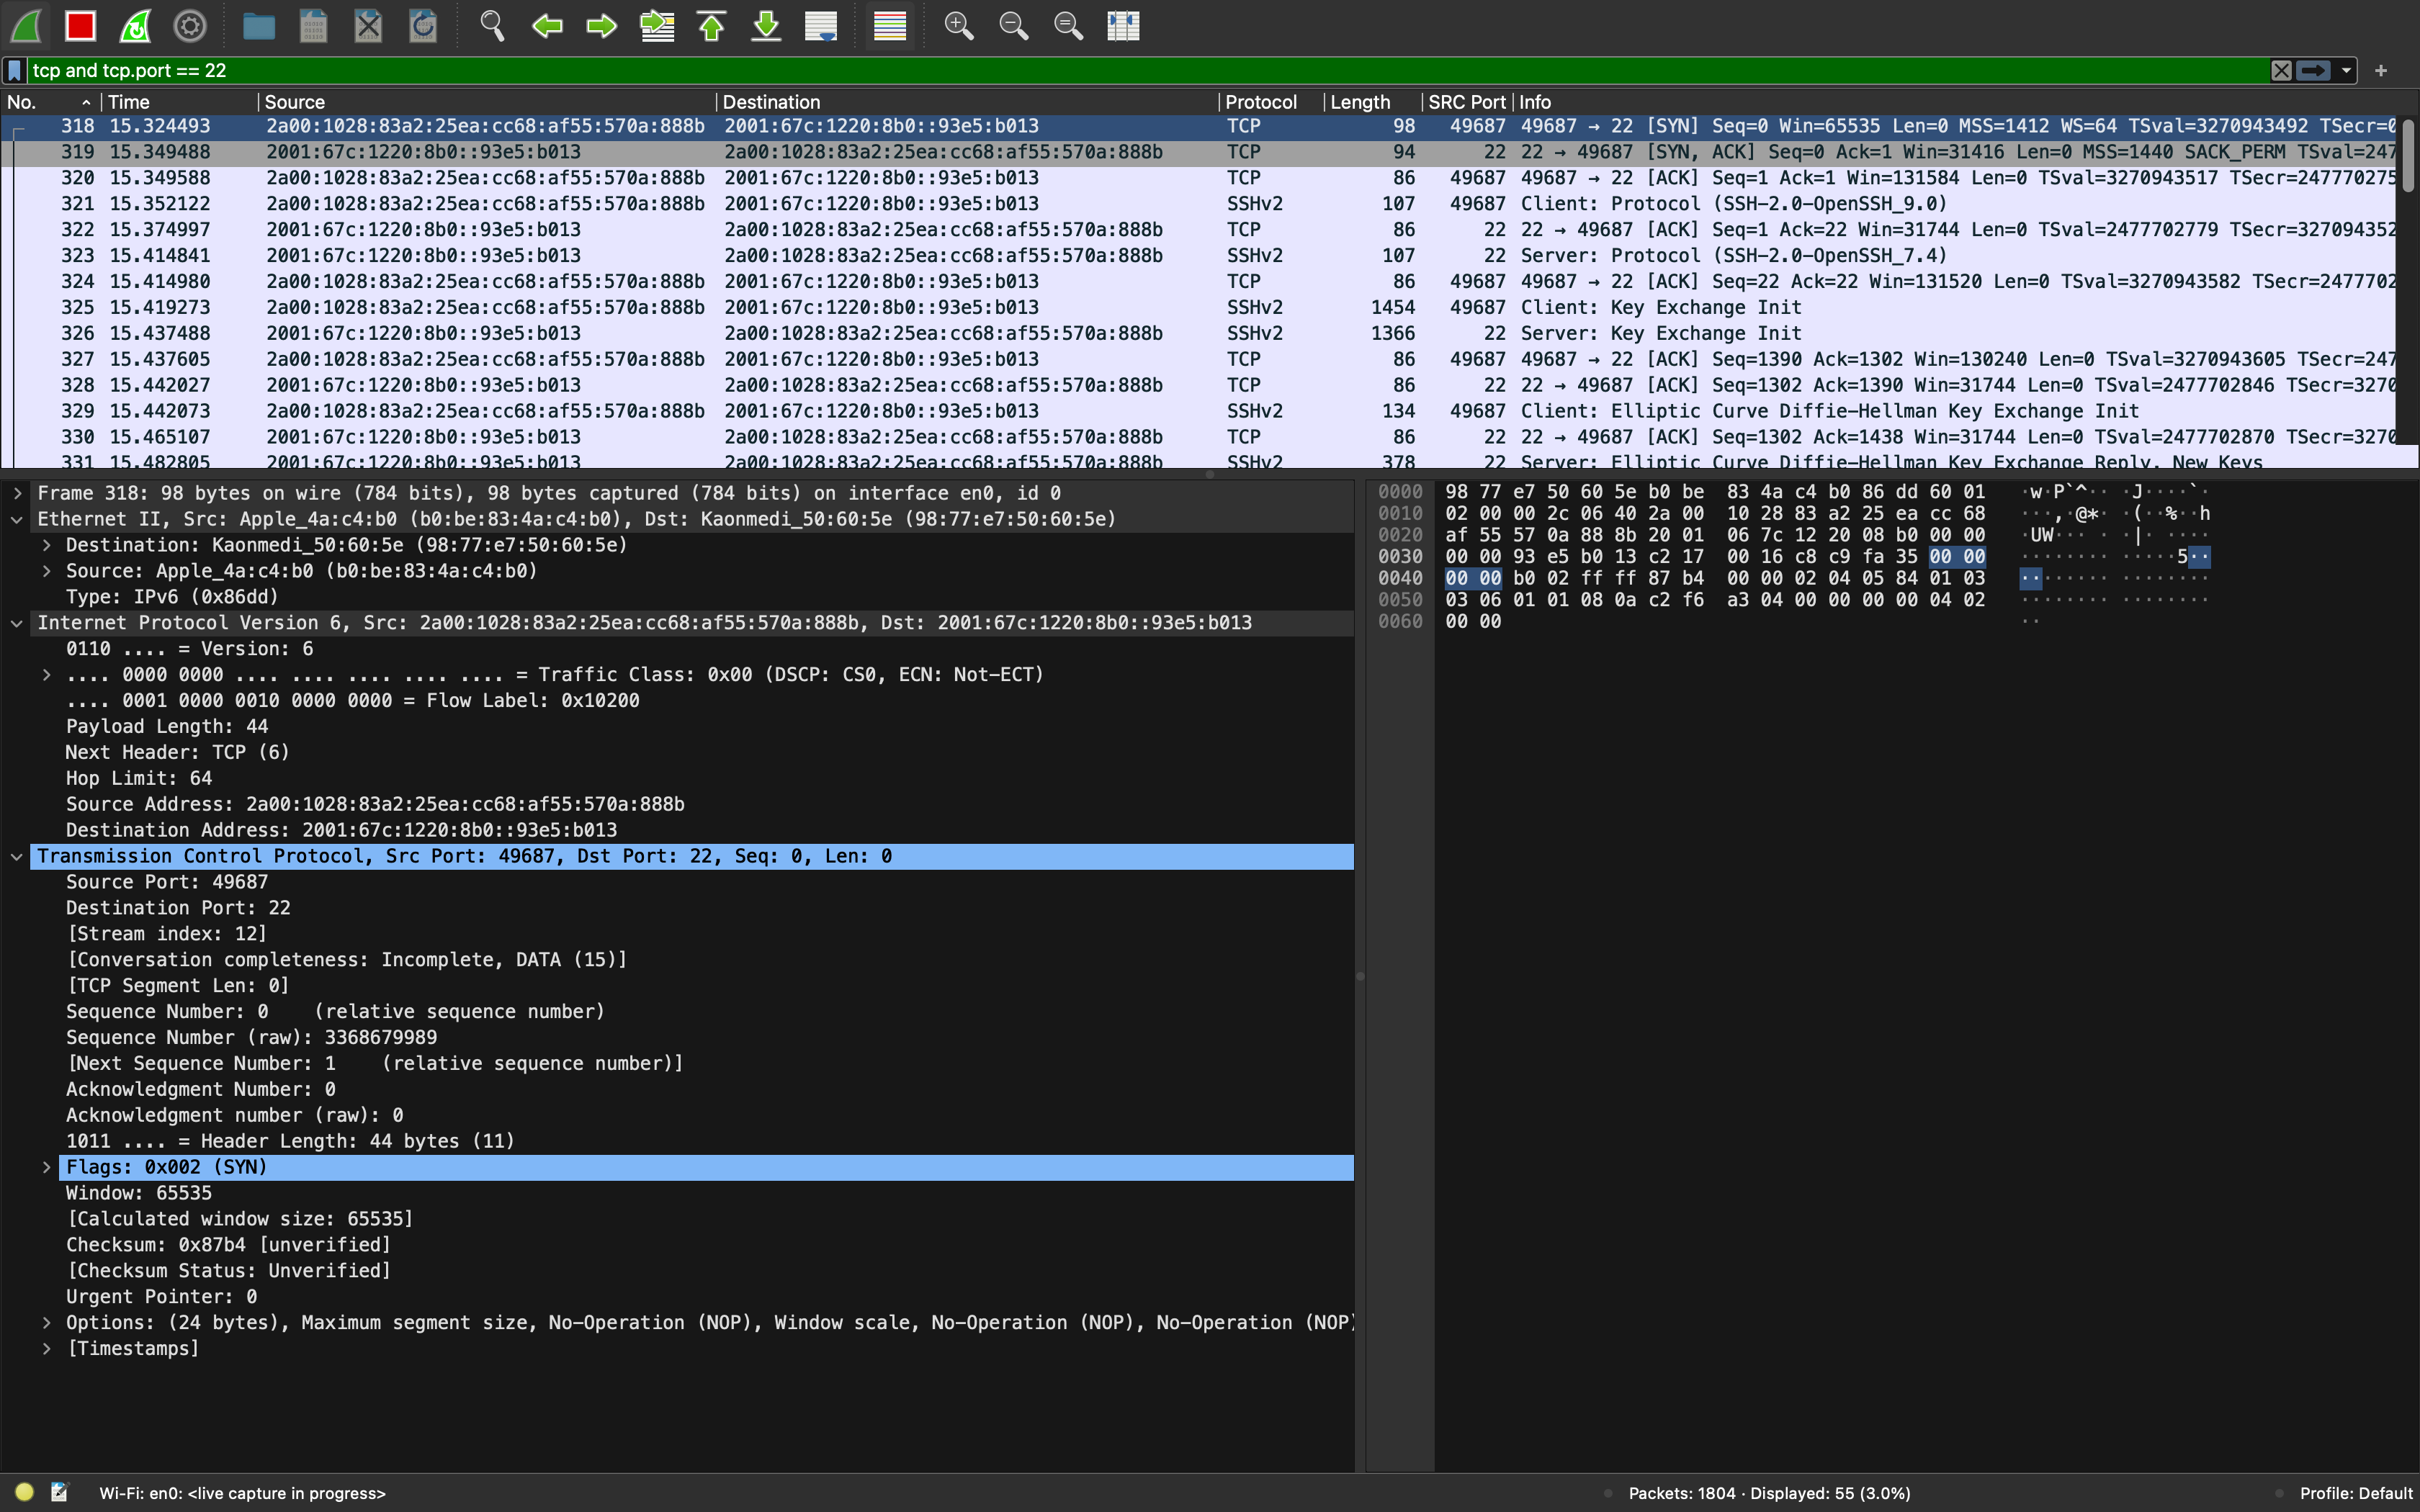 tcp and tcp.port == 22
No. Time Source Destination Protocol Length SRC Port Info
318 15.324493 2a00:1028:83a2:25ea:cc68:af55:570a:888b 2001:67c:1220:8b0::93e5:b013 TCP 98 49687 49687 → 22 [SYN] Seq=0 Win=65535 Len=0 MSS=1412 WS=64 TSval=3270943492 TSecr=0
319 15.349488 2001:67c:1220:8b0::93e5:b013 2a00:1028:83a2:25ea:cc68:af55:570a:888b TCP 94 22 22 → 49687 [SYN, ACK] Seq=0 Ack=1 Win=31416 Len=0 MSS=1440 SACK_PERM TSval=247
320 15.349588 2a00:1028:83a2:25ea:cc68:af55:570a:888b 2001:67c:1220:8b0::93e5:b013 TCP 86 49687 49687 → 22 [ACK] Seq=1 Ack=1 Win=131584 Len=0 TSval=3270943517 TSecr=247770275
321 15.352122 2a00:1028:83a2:25ea:cc68:af55:570a:888b 2001:67c:1220:8b0::93e5:b013 SSHv2 107 49687 Client: Protocol (SSH-2.0-OpenSSH_9.0)
322 15.374997 2001:67c:1220:8b0::93e5:b013 2a00:1028:83a2:25ea:cc68:af55:570a:888b TCP 86 22 22 → 49687 [ACK] Seq=1 Ack=22 Win=31744 Len=0 TSval=2477702779 TSecr=327094352
323 15.414841 2001:67c:1220:8b0::93e5:b013 2a00:1028:83a2:25ea:cc68:af55:570a:888b SSHv2 107 22 Server: Protocol (SSH-2.0-OpenSSH_7.4)
324 15.414980 2a00:1028:83a2:25ea:cc68:af55:570a:888b 2001:67c:1220:8b0::93e5:b013 TCP 86 49687 49687 → 22 [ACK] Seq=22 Ack=22 Win=131520 Len=0 TSval=3270943582 TSecr=2477702
325 15.419273 2a00:1028:83a2:25ea:cc68:af55:570a:888b 2001:67c:1220:8b0::93e5:b013 SSHv2 1454 49687 Client: Key Exchange Init
326 15.437488 2001:67c:1220:8b0::93e5:b013 2a00:1028:83a2:25ea:cc68:af55:570a:888b SSHv2 1366 22 Server: Key Exchange Init
327 15.437605 2a00:1028:83a2:25ea:cc68:af55:570a:888b 2001:67c:1220:8b0::93e5:b013 TCP 86 49687 49687 → 22 [ACK] Seq=1390 Ack=1302 Win=130240 Len=0 TSval=3270943605 TSecr=247
328 15.442027 2001:67c:1220:8b0::93e5:b013 2a00:1028:83a2:25ea:cc68:af55:570a:888b TCP 86 22 22 → 49687 [ACK] Seq=1302 Ack=1390 Win=31744 Len=0 TSval=2477702846 TSecr=3270
329 15.442073 2a00:1028:83a2:25ea:cc68:af55:570a:888b 2001:67c:1220:8b0::93e5:b013 SSHv2 134 49687 Client: Elliptic Curve Diffie-Hellman Key Exchange Init
330 15.465107 2001:67c:1220:8b0::93e5:b013 2a00:1028:83a2:25ea:cc68:af55:570a:888b TCP 86 22 22 → 49687 [ACK] Seq=1302 Ack=1438 Win=31744 Len=0 TSval=2477702870 TSecr=3270
331 15.482805 2001:67c:1220:8b0::93e5:b013 2a00:1028:83a2:25ea:cc68:af55:570a:888b SSHv2 378 22 Server: Elliptic Curve Diffie-Hellman Key Exchange Reply, New Keys
Frame 318: 98 bytes on wire (784 bits), 98 bytes captured (784 bits) on interface en0, id 0
Ethernet II, Src: Apple_4a:c4:b0 (b0:be:83:4a:c4:b0), Dst: Kaonmedi_50:60:5e (98:77:e7:50:60:5e)
Destination: Kaonmedi_50:60:5e (98:77:e7:50:60:5e)
Source: Apple_4a:c4:b0 (b0:be:83:4a:c4:b0)
Type: IPv6 (0x86dd)
Internet Protocol Version 6, Src: 2a00:1028:83a2:25ea:cc68:af55:570a:888b, Dst: 2001:67c:1220:8b0::93e5:b013
0110 .... = Version: 6
.... 0000 0000 .... .... .... .... .... = Traffic Class: 0x00 (DSCP: CS0, ECN: Not-ECT)
.... 0001 0000 0010 0000 0000 = Flow Label: 0x10200
Payload Length: 44
Next Header: TCP (6)
Hop Limit: 64
Source Address: 2a00:1028:83a2:25ea:cc68:af55:570a:888b
Destination Address: 2001:67c:1220:8b0::93e5:b013
Transmission Control Protocol, Src Port: 49687, Dst Port: 22, Seq: 0, Len: 0
Source Port: 49687
Destination Port: 22
[Stream index: 12]
[Conversation completeness: Incomplete, DATA (15)]
[TCP Segment Len: 0]
Sequence Number: 0 (relative sequence number)
Sequence Number (raw): 3368679989
[Next Sequence Number: 1 (relative sequence number)]
Acknowledgment Number: 0
Acknowledgment number (raw): 0
1011 .... = Header Length: 44 bytes (11)
Flags: 0x002 (SYN)
Window: 65535
[Calculated window size: 65535]
Checksum: 0x87b4 [unverified]
[Checksum Status: Unverified]
Urgent Pointer: 0
Options: (24 bytes), Maximum segment size, No-Operation (NOP), Window scale, No-Operation (NOP), No-Operation (NOP)
[Timestamps]
0000 98 77 e7 50 60 5e b0 be 83 4a c4 b0 86 dd 60 01 ·w·P`^·· ·J····`·
0010 02 00 00 2c 06 40 2a 00 10 28 83 a2 25 ea cc 68 ···,·@*· ·(··%··h
0020 af 55 57 0a 88 8b 20 01 06 7c 12 20 08 b0 00 00 ·UW··· · ·|· ····
0030 00 00 93 e5 b0 13 c2 17 00 16 c8 c9 fa 35 00 00 ········ ·····5··
0040 00 00 b0 02 ff ff 87 b4 00 00 02 04 05 84 01 03 ········ ········
0050 03 06 01 01 08 0a c2 f6 a3 04 00 00 00 00 04 02 ········ ········
0060 00 00 ··
Wi-Fi: en0: <live capture in progress> Packets: 1804 · Displayed: 55 (3.0%) Profile: Default